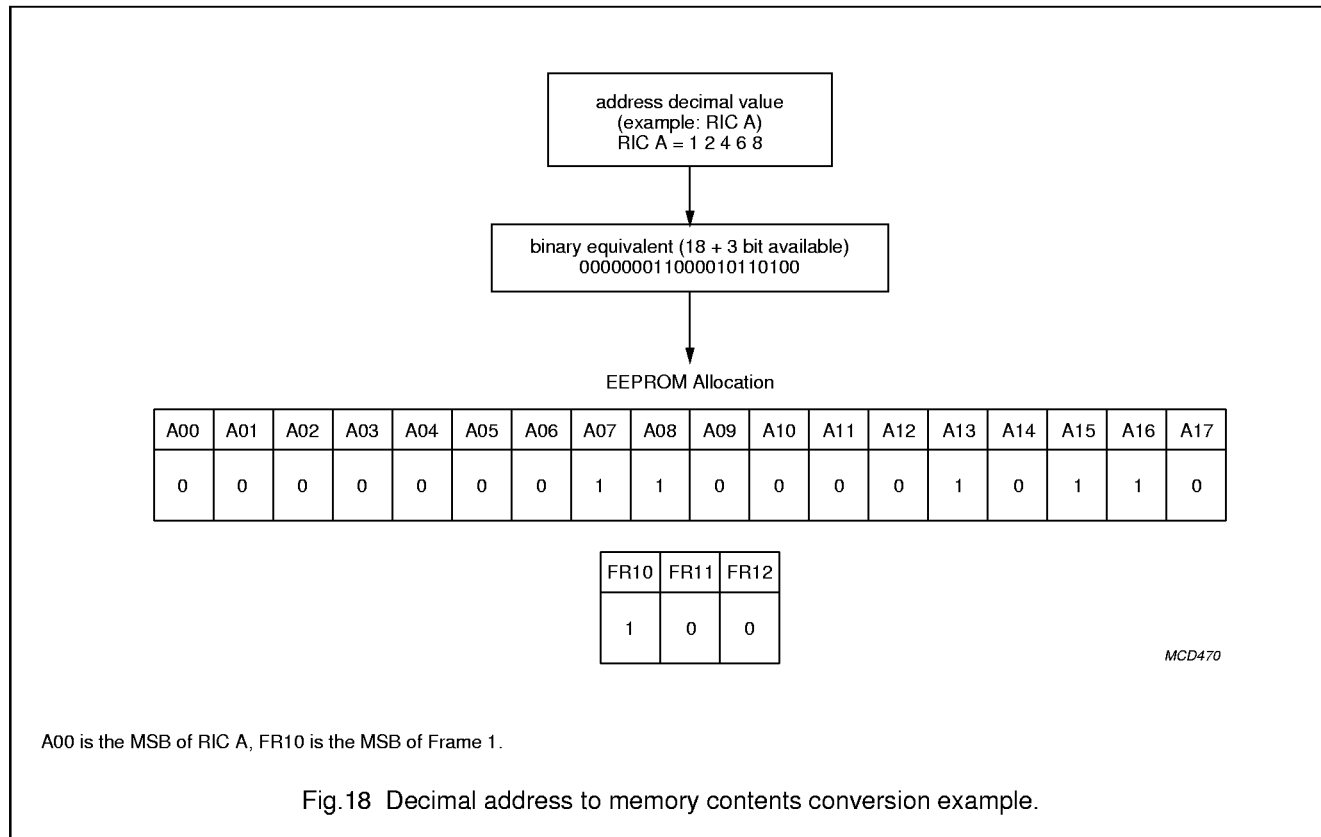 address decimal value
(example: RIC A)
RIC A = 1 2 4 6 8
binary equivalent (18 + 3 bit available)
000000011000010110100
EEPROM Allocation
A00 A01 A02 A03 A04 A05 A06 A07 A08 A09 A10 A11 A12 A13 A14 A15 A16 A17
0 0 0 0 0 0 0 1 1 0 0 0 0 1 0 1 1 0
FR10 FR11 FR12
1 0 0
MCD470
A00 is the MSB of RIC A, FR10 is the MSB of Frame 1.
Fig.18 Decimal address to memory contents conversion example.